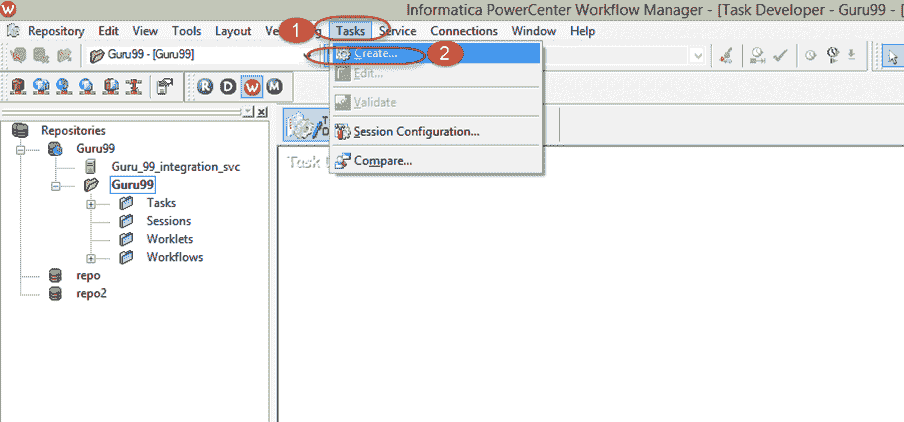 Informatica PowerCenter Workflow Manager - [Task Developer - Guru99 - [
Repository Edit View Tools Layout Ve 1 g Tasks Service Connections Window Help
Guru99 - [Guru99]
Create... 2
Edit...
R D W M
Validate
Repositories
Session Configuration...
Guru99
Guru_99_integration_svc
Compare...
Guru99
Task
Tasks
Sessions
Worklets
Workflows
repo
repo2